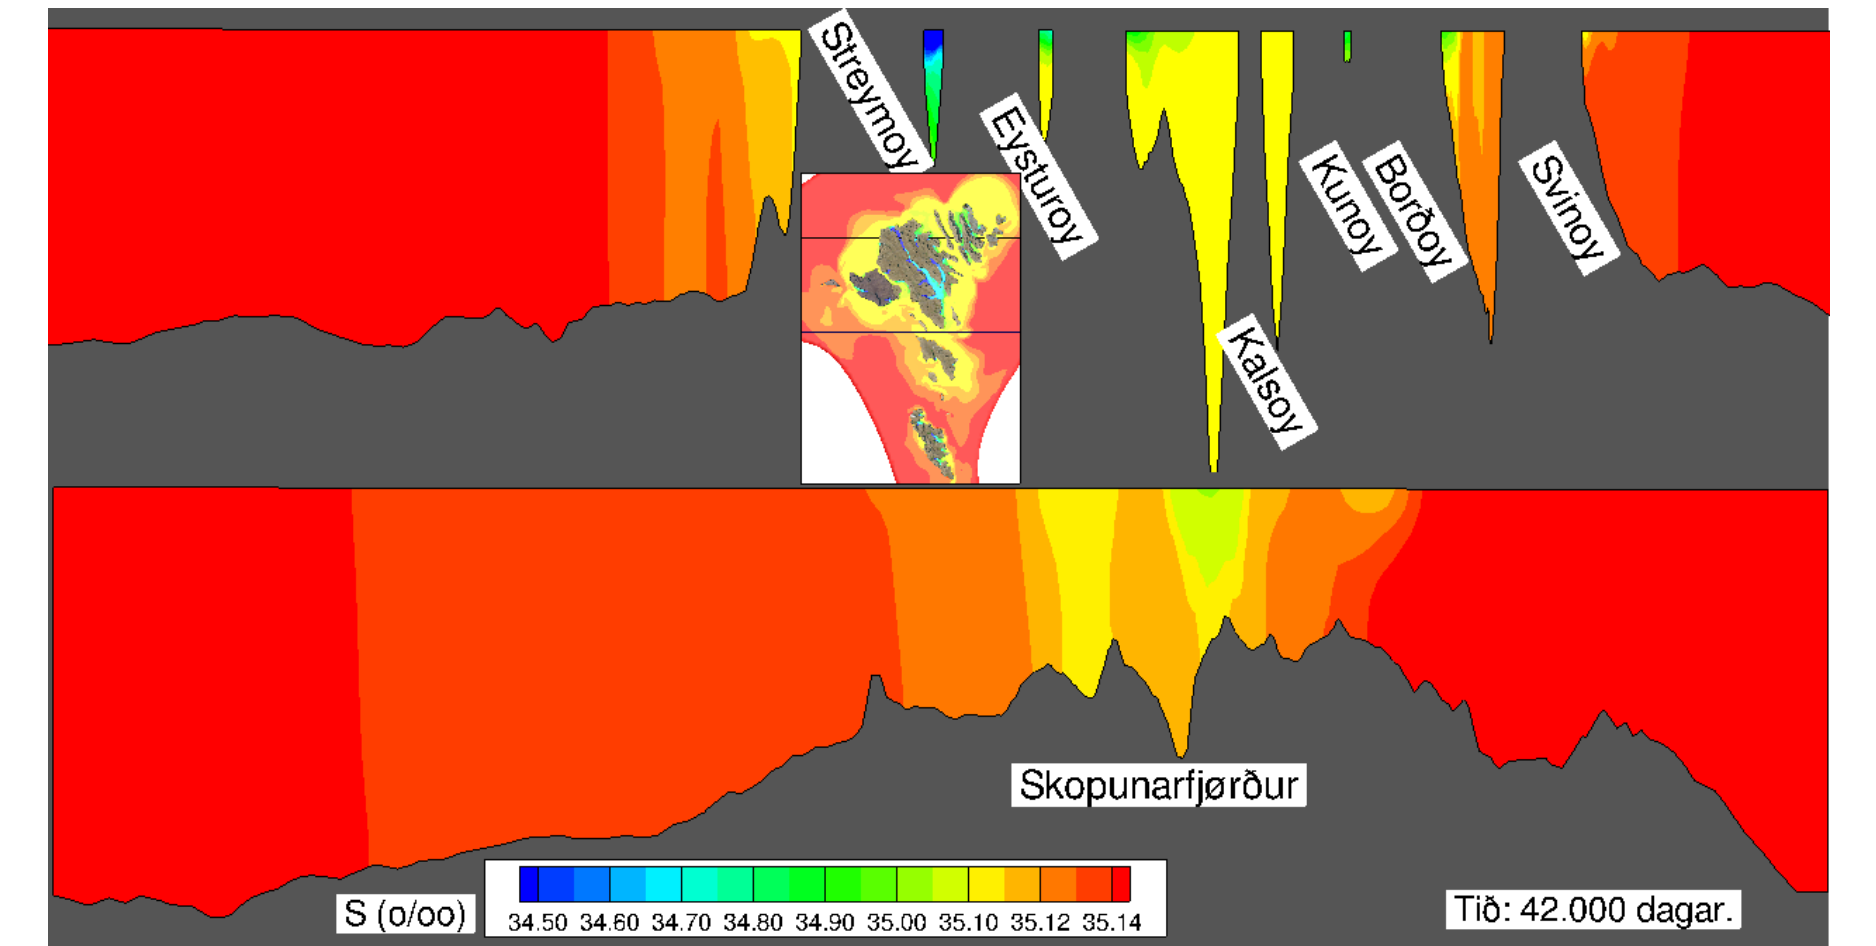 Streymoy
Eysturoy
Kalsoy
Kunoy
Borðoy
Svinoy
Skopunarfjørður
S (o/oo)
34.50 34.60 34.70 34.80 34.90 35.00 35.10 35.12 35.14
Tið: 42.000 dagar.